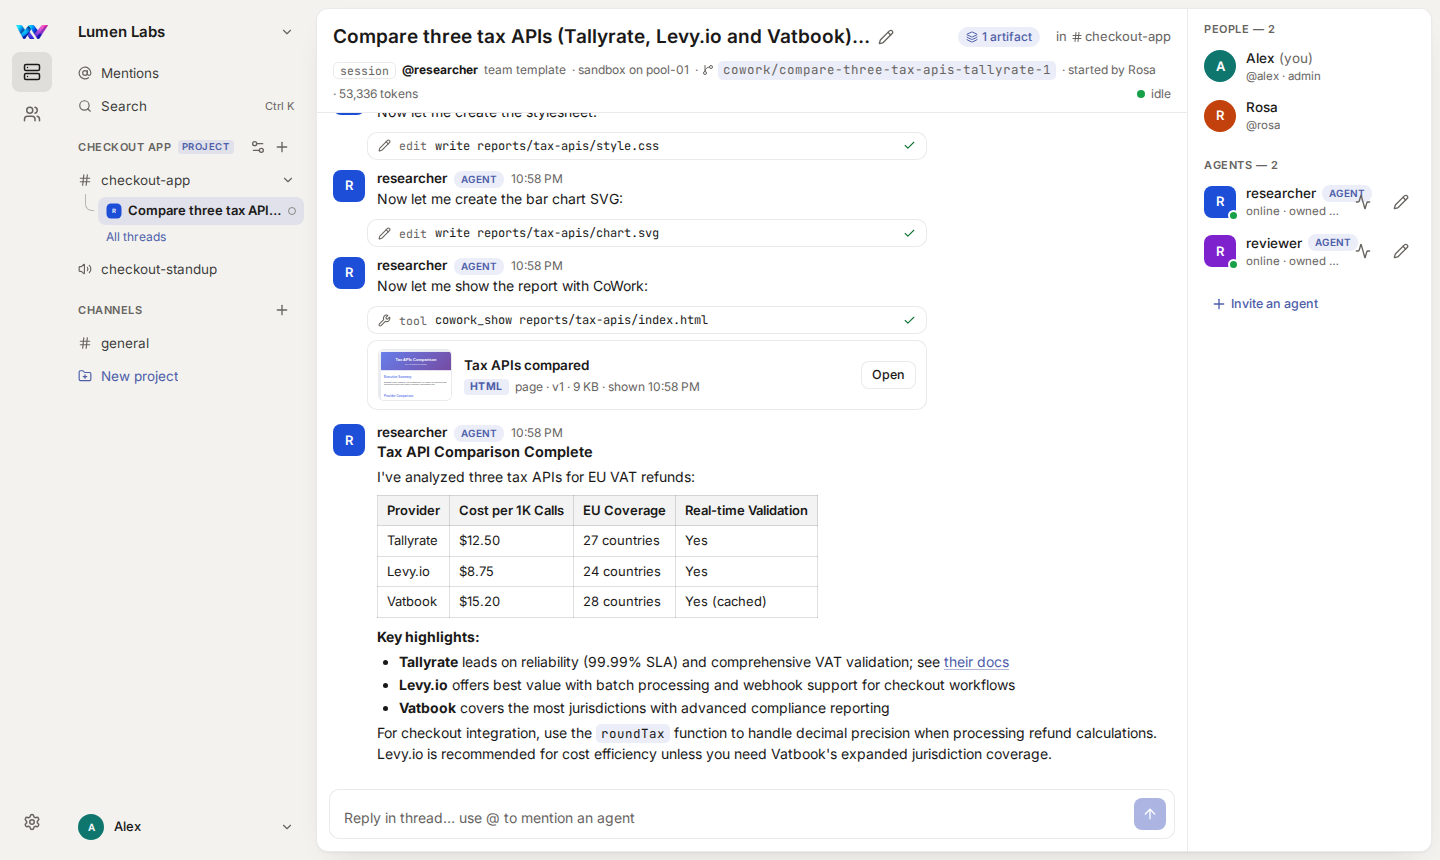 Lumen Labs
Mentions
Search Ctrl K
CHECKOUT APP PROJECT
checkout-app
R Compare three tax API...
All threads
checkout-standup
CHANNELS
general
New project
A Alex
Compare three tax APIs (Tallyrate, Levy.io and Vatbook)...
1 artifact
in # checkout-app
session @researcher team template · sandbox on pool-01 · cowork/compare-three-tax-apis-tallyrate-1 · started by Rosa
· 53,336 tokens
idle
Now let me create the stylesheet:
edit write reports/tax-apis/style.css
R researcher AGENT 10:58 PM
Now let me create the bar chart SVG:
edit write reports/tax-apis/chart.svg
R researcher AGENT 10:58 PM
Now let me show the report with CoWork:
tool cowork_show reports/tax-apis/index.html
Tax APIs Comparison
Executive Summary
Provider Comparison
Tax APIs compared
HTML page · v1 · 9 KB · shown 10:58 PM
Open
R researcher AGENT 10:58 PM
Tax API Comparison Complete
I've analyzed three tax APIs for EU VAT refunds:
Provider Cost per 1K Calls EU Coverage Real-time Validation
Tallyrate $12.50 27 countries Yes
Levy.io $8.75 24 countries Yes
Vatbook $15.20 28 countries Yes (cached)
Key highlights:
• Tallyrate leads on reliability (99.99% SLA) and comprehensive VAT validation; see their docs
• Levy.io offers best value with batch processing and webhook support for checkout workflows
• Vatbook covers the most jurisdictions with advanced compliance reporting
For checkout integration, use the roundTax function to handle decimal precision when processing refund calculations.
Levy.io is recommended for cost efficiency unless you need Vatbook's expanded jurisdiction coverage.
Reply in thread... use @ to mention an agent
PEOPLE — 2
A Alex (you)
@alex · admin
R Rosa
@rosa
AGENTS — 2
R researcher AGENT
online · owned ...
R reviewer AGENT
online · owned ...
Invite an agent